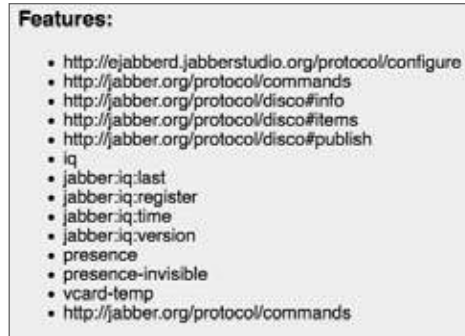 Features:
http://ejabberd.jabberstudio.org/protocol/configure
http://jabber.org/protocol/commands
http://jabber.org/protocol/disco#info
http://jabber.org/protocol/disco#items
http://jabber.org/protocol/disco#publish
iq
jabber:iq:last
jabber:iq:register
jabber:iq:time
jabber:iq:version
presence
presence-invisible
vcard-temp
http://jabber.org/protocol/commands